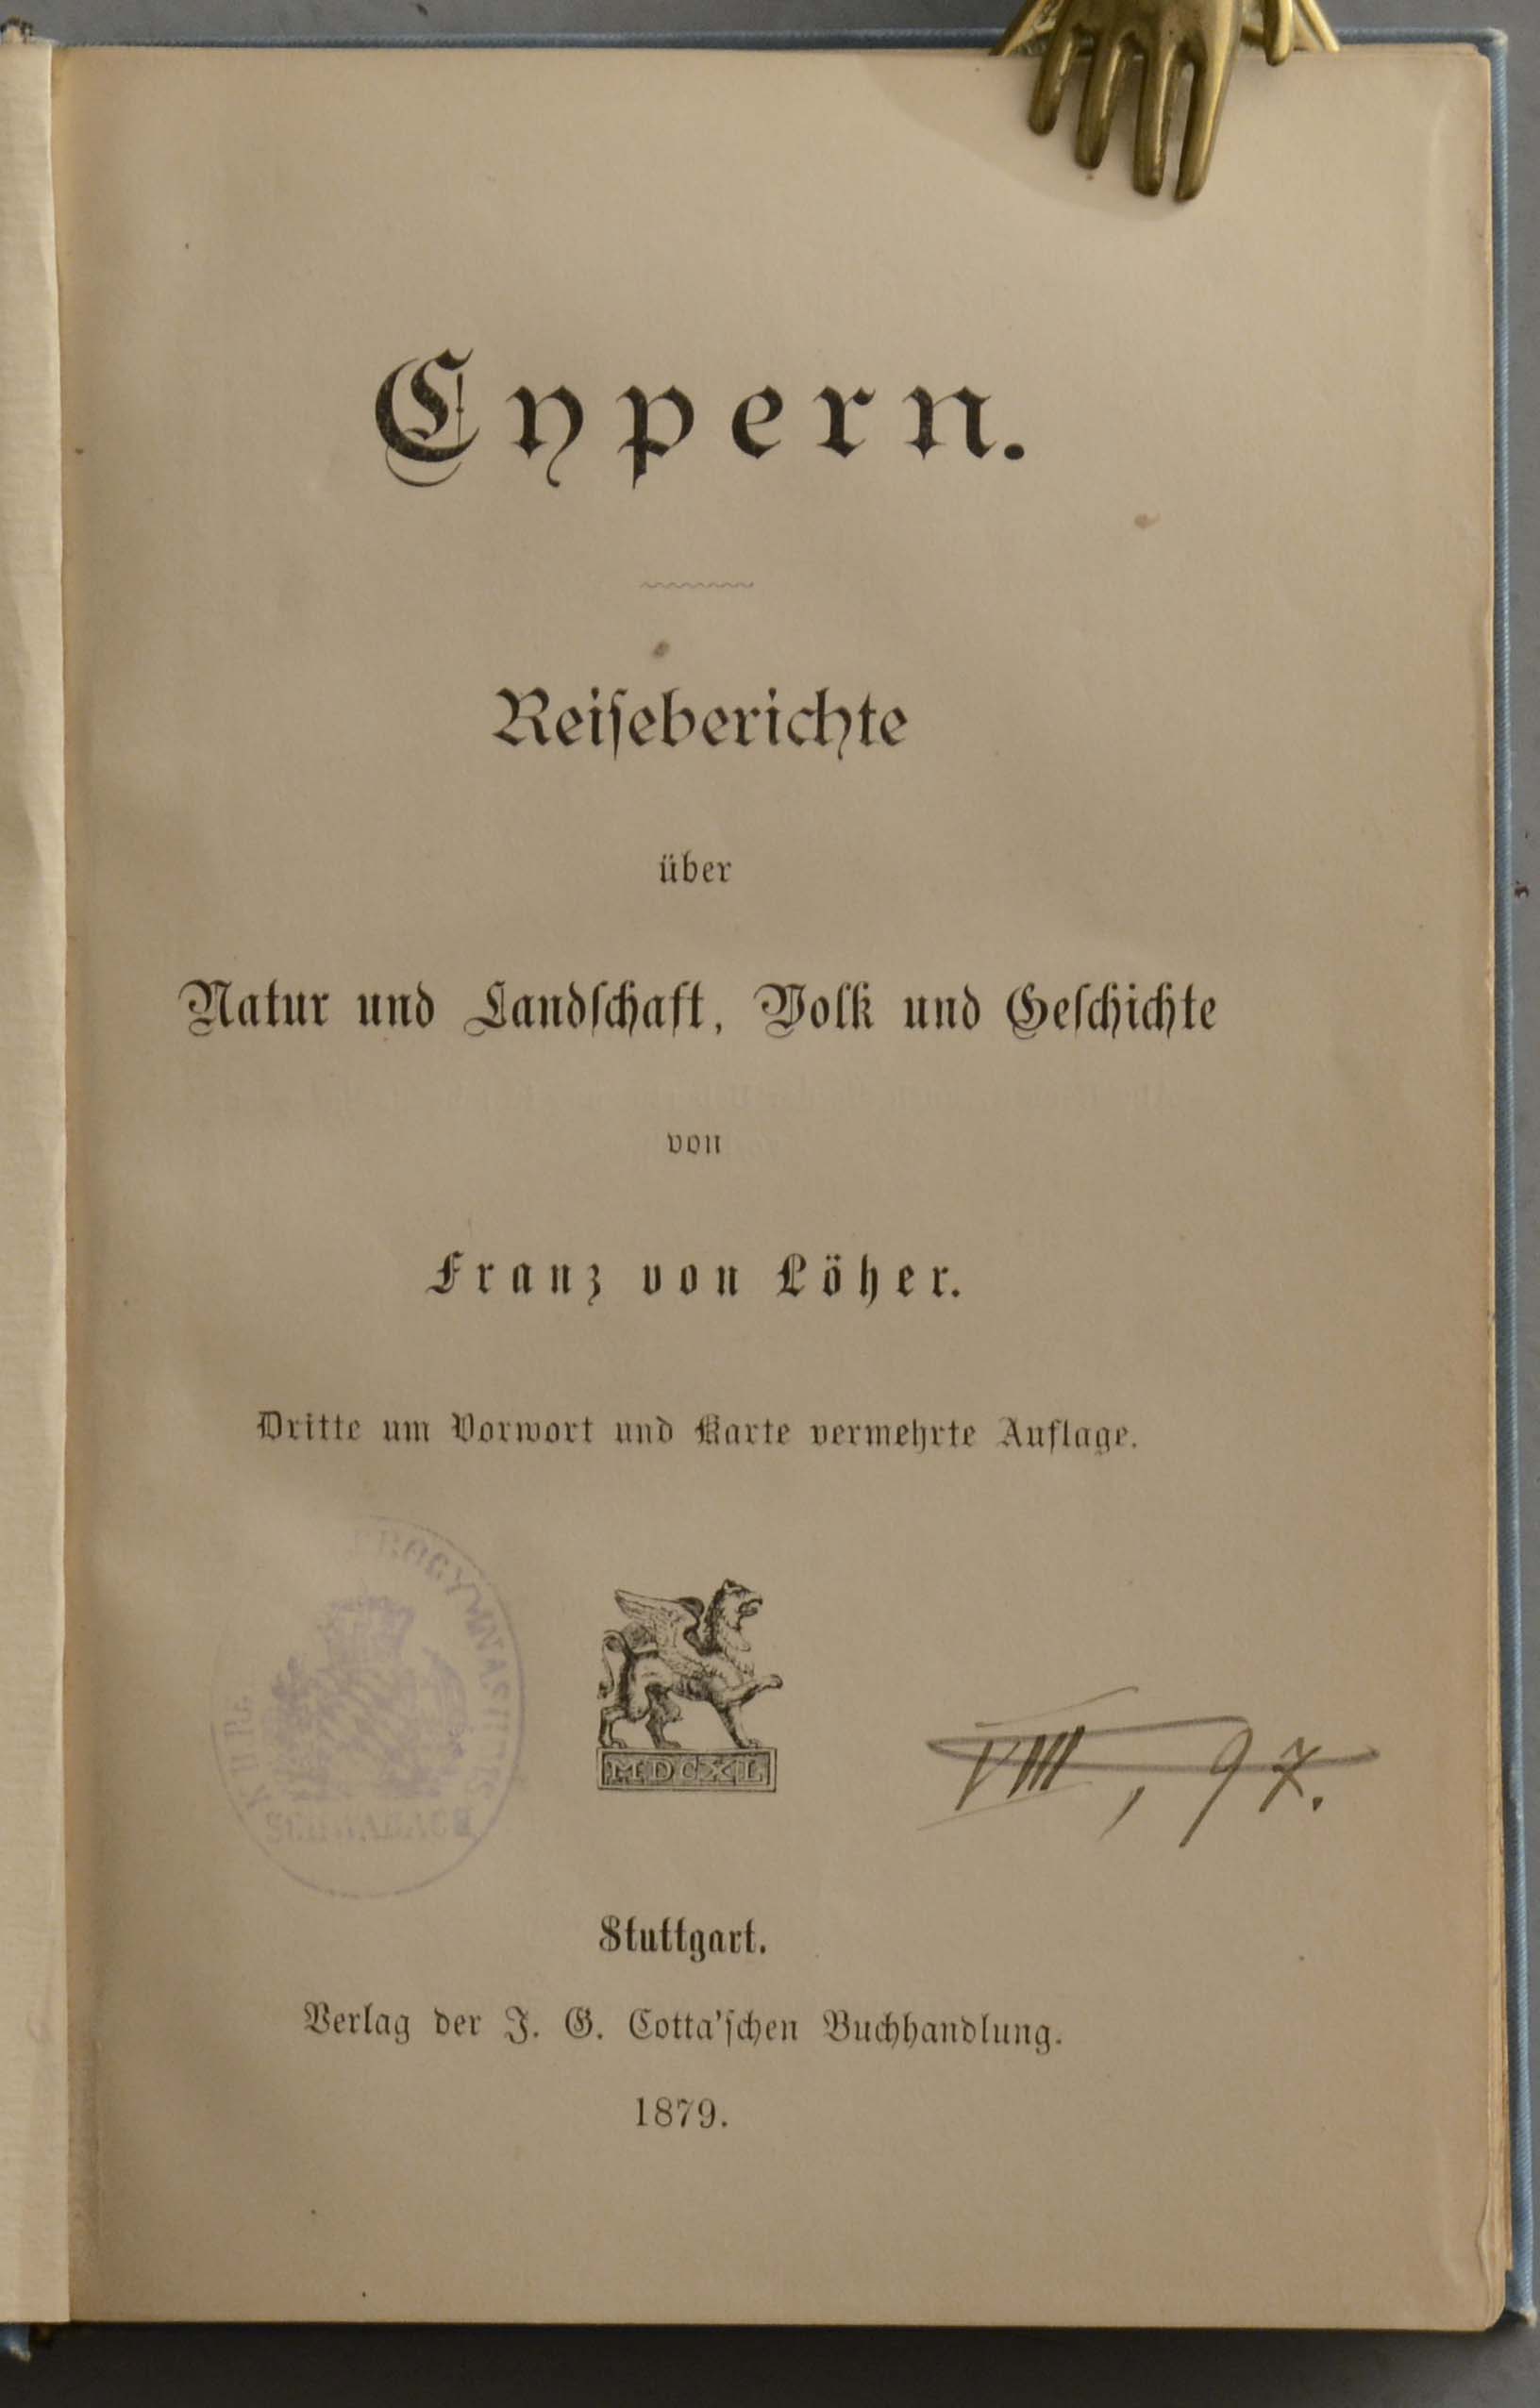 Cypern.
Reiſeberichte
über
Natur und Landſchaft, Volk und Geſchichte
von
Franz von Löher.
Dritte um Vorwort und Karte vermehrte Auflage.
MDCXL
VIII, 97.
SCHWABACH
Stuttgart.
Verlag der J. G. Cotta'ſchen Buchhandlung.
1879.